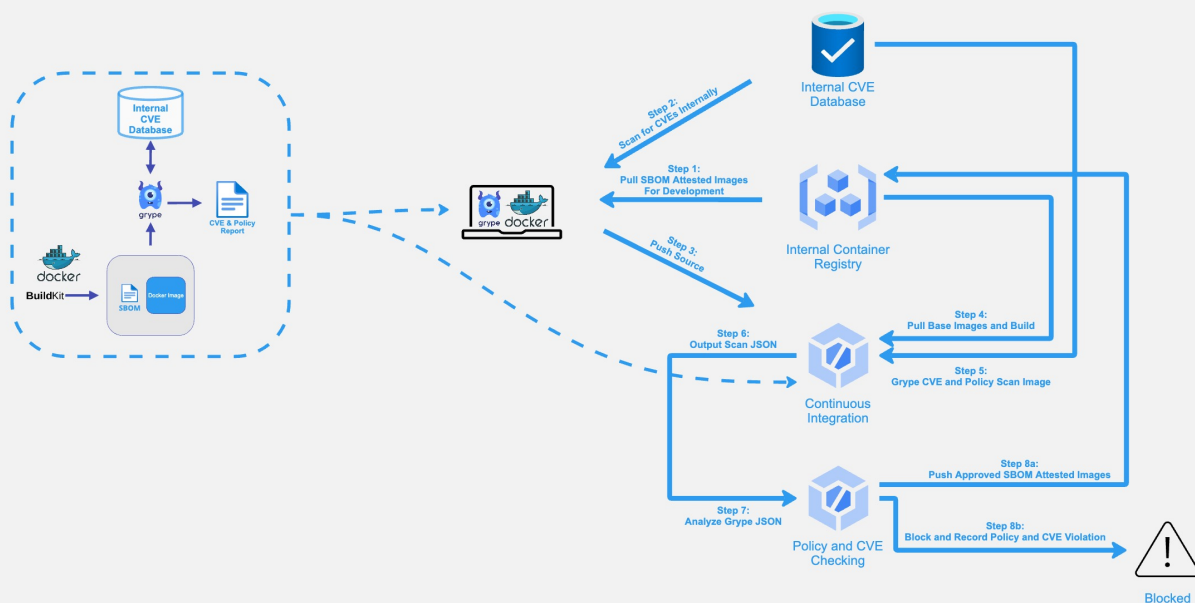 Internal
CVE
Database
grype
CVE & Policy
Report
docker
BuildKit
SBOM
Docker Image
grype
docker
Internal CVE
Database
Step 2:
Scan for CVEs Internally
Step 1:
Pull SBOM Attested Images
For Development
Internal Container
Registry
Step 3:
Push Source
Step 4:
Pull Base Images and Build
Step 5:
Grype CVE and Policy Scan Image
Step 6:
Output Scan JSON
Continuous
Integration
Step 7:
Analyze Grype JSON
Policy and CVE
Checking
Step 8a:
Push Approved SBOM Attested Images
Step 8b:
Block and Record Policy and CVE Violation
Blocked